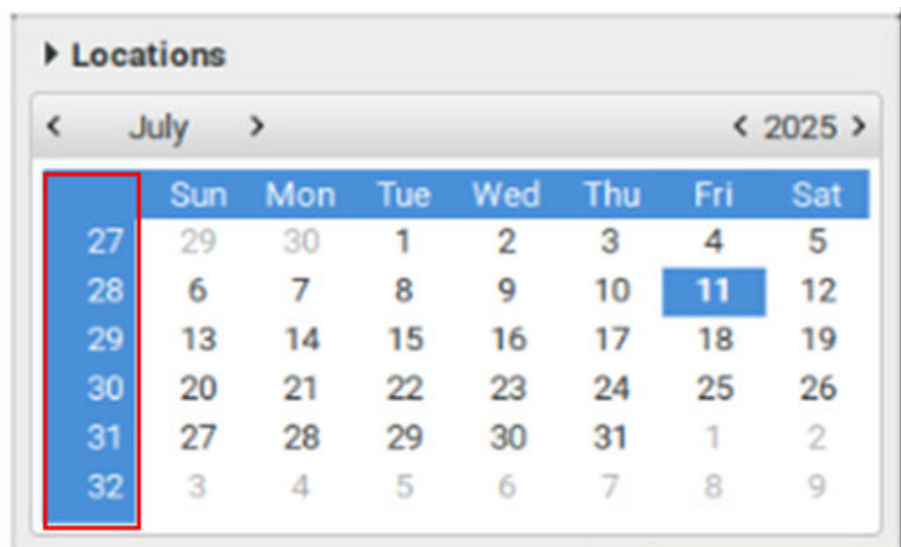 Locations
< July > < 2025 >
Sun Mon Tue Wed Thu Fri Sat
27 29 30 1 2 3 4 5
28 6 7 8 9 10 11 12
29 13 14 15 16 17 18 19
30 20 21 22 23 24 25 26
31 27 28 29 30 31 1 2
32 3 4 5 6 7 8 9